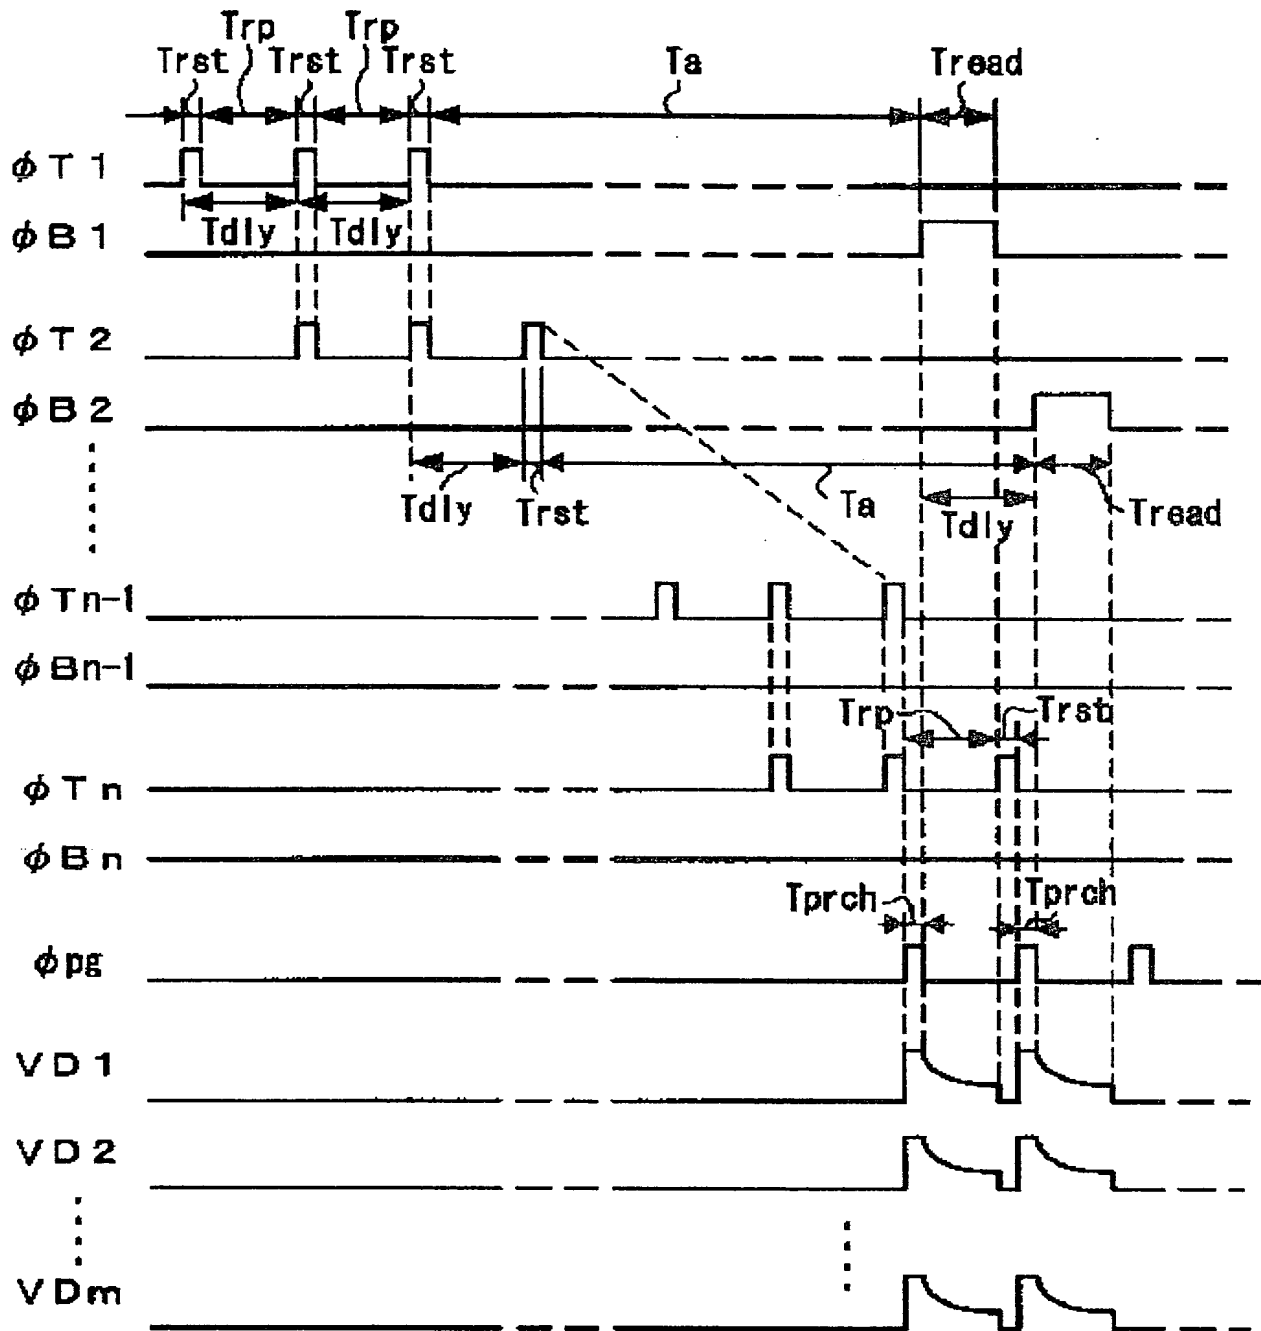 Trp Trp
Trst Trst Trst Ta Tread
φT1
Tdly Tdly
φB1
φT2
φB2
Tdly Trst Ta Tdly Tread
φTn-1
φBn-1
Trp Trst
φTn
φBn
Tprch Tprch
φpg
VD1
VD2
VDm